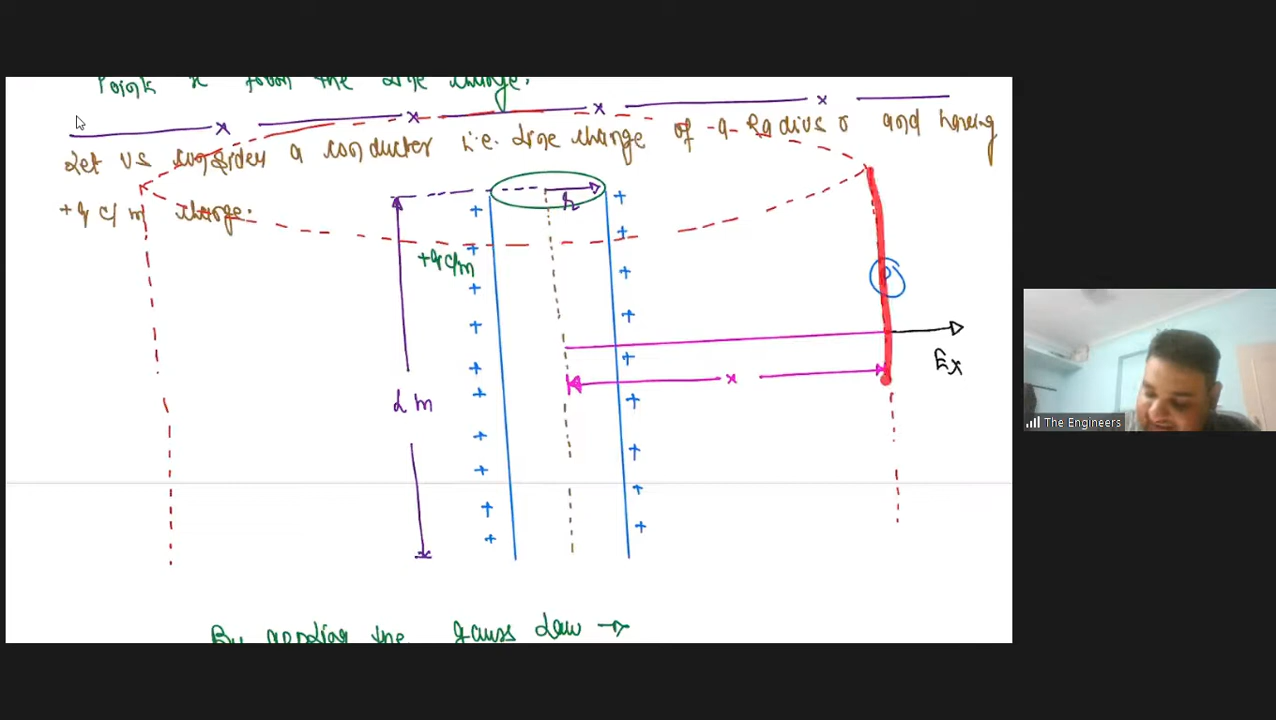 Point x from the Line charge.
x x x x
Let us consider a conductor i.e. Line charge of -a- Radius r and having
+q c/m charge.
r
+q c/m
P
Ex
x
L m
The Engineers
By appling the gauss Law →